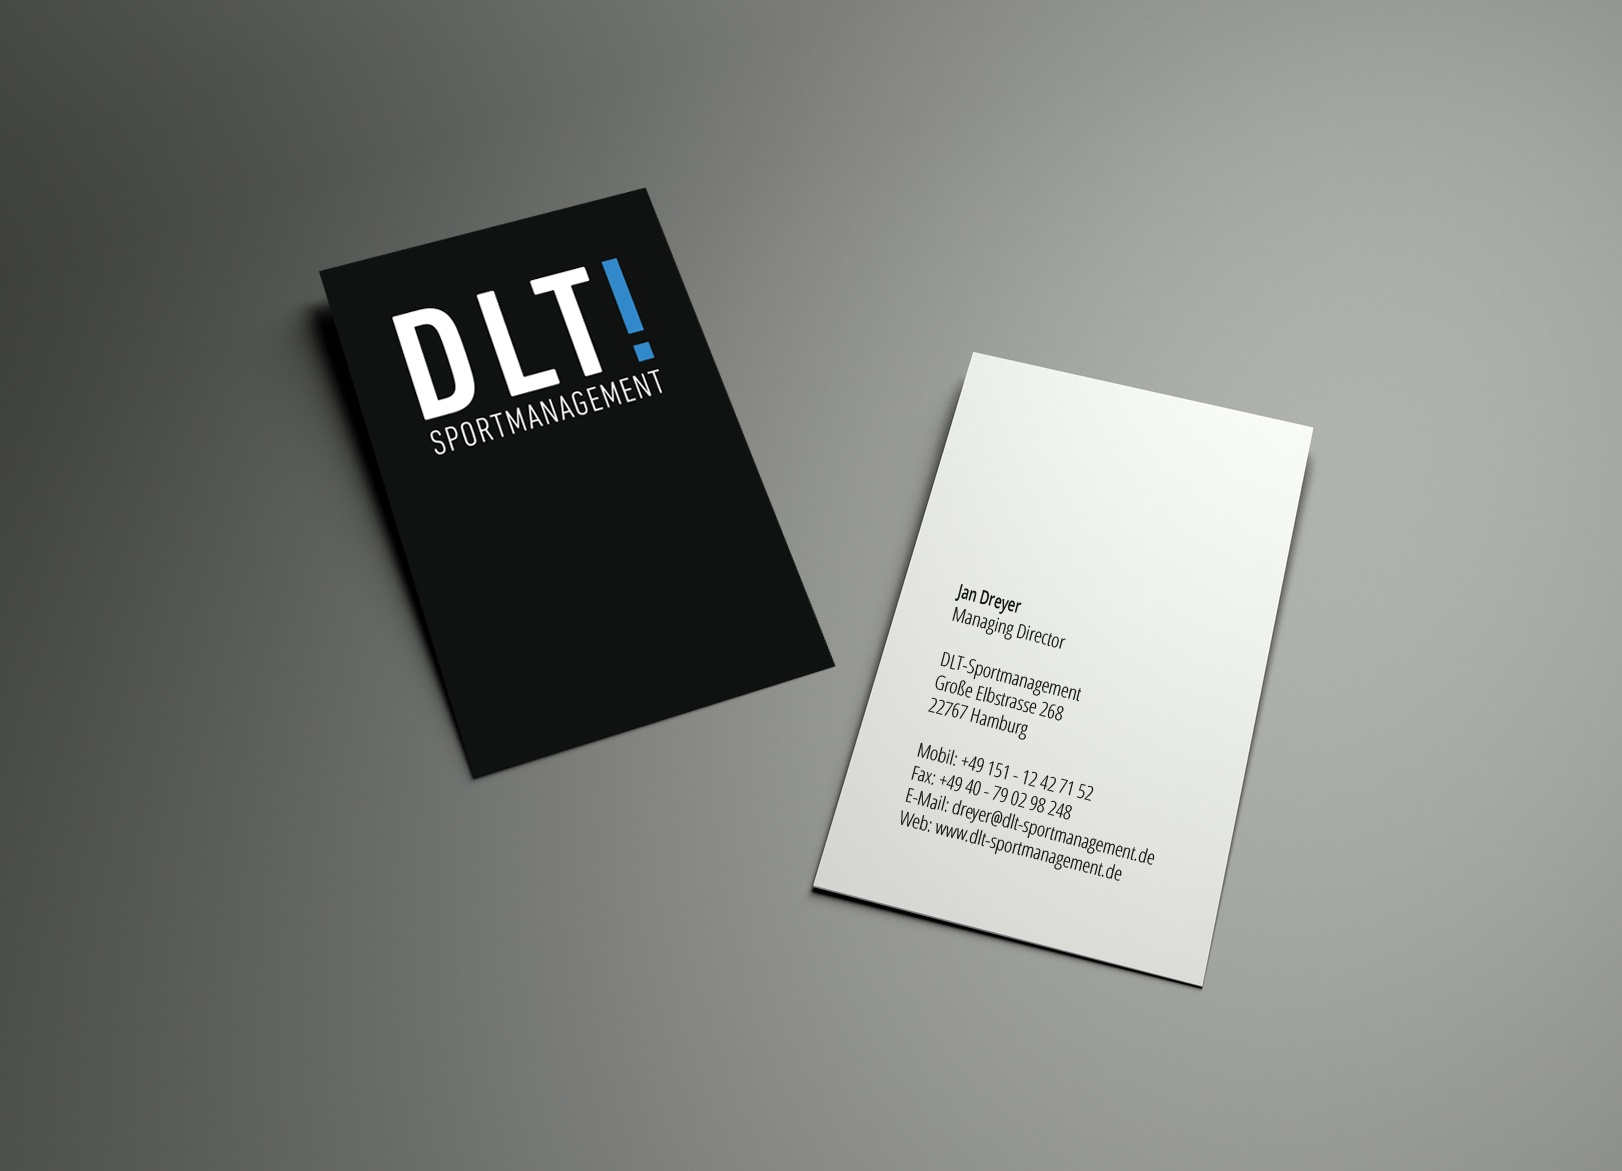 DLT!
SPORTMANAGEMENT
Jan Dreyer
Managing Director
DLT-Sportmanagement
Große Elbstrasse 268
22767 Hamburg
Mobil: +49 151 - 12 42 71 52
Fax: +49 40 - 79 02 98 248
E-Mail: dreyer@dlt-sportmanagement.de
Web: www.dlt-sportmanagement.de